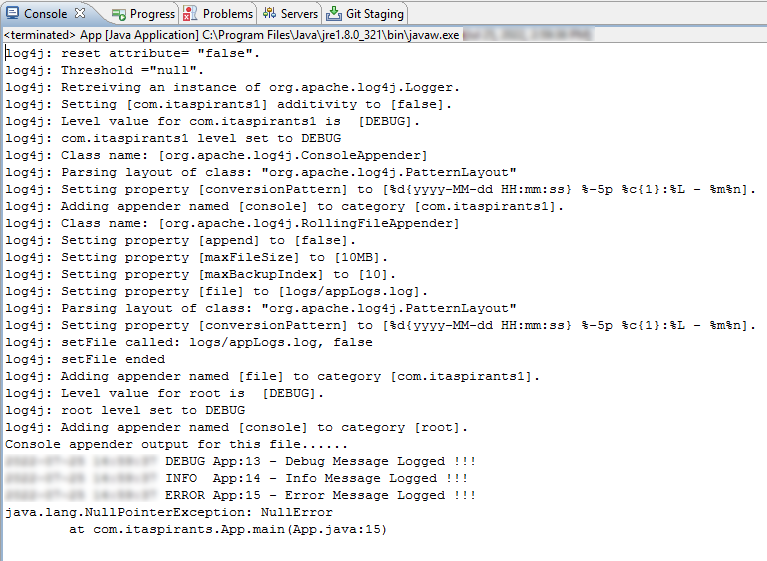 Console Progress Problems Servers Git Staging
<terminated> App [Java Application] C:\Program Files\Java\jre1.8.0_321\bin\javaw.exe
log4j: reset attribute= "false".
log4j: Threshold ="null".
log4j: Retreiving an instance of org.apache.log4j.Logger.
log4j: Setting [com.itaspirants1] additivity to [false].
log4j: Level value for com.itaspirants1 is  [DEBUG].
log4j: com.itaspirants1 level set to DEBUG
log4j: Class name: [org.apache.log4j.ConsoleAppender]
log4j: Parsing layout of class: "org.apache.log4j.PatternLayout"
log4j: Setting property [conversionPattern] to [%d{yyyy-MM-dd HH:mm:ss} %-5p %c{1}:%L - %m%n].
log4j: Adding appender named [console] to category [com.itaspirants1].
log4j: Class name: [org.apache.log4j.RollingFileAppender]
log4j: Setting property [append] to [false].
log4j: Setting property [maxFileSize] to [10MB].
log4j: Setting property [maxBackupIndex] to [10].
log4j: Setting property [file] to [logs/appLogs.log].
log4j: Parsing layout of class: "org.apache.log4j.PatternLayout"
log4j: Setting property [conversionPattern] to [%d{yyyy-MM-dd HH:mm:ss} %-5p %c{1}:%L - %m%n].
log4j: setFile called: logs/appLogs.log, false
log4j: setFile ended
log4j: Adding appender named [file] to category [com.itaspirants1].
log4j: Level value for root is  [DEBUG].
log4j: root level set to DEBUG
log4j: Adding appender named [console] to category [root].
Console appender output for this file......
DEBUG App:13 - Debug Message Logged !!!
INFO  App:14 - Info Message Logged !!!
ERROR App:15 - Error Message Logged !!!
java.lang.NullPointerException: NullError
at com.itaspirants.App.main(App.java:15)